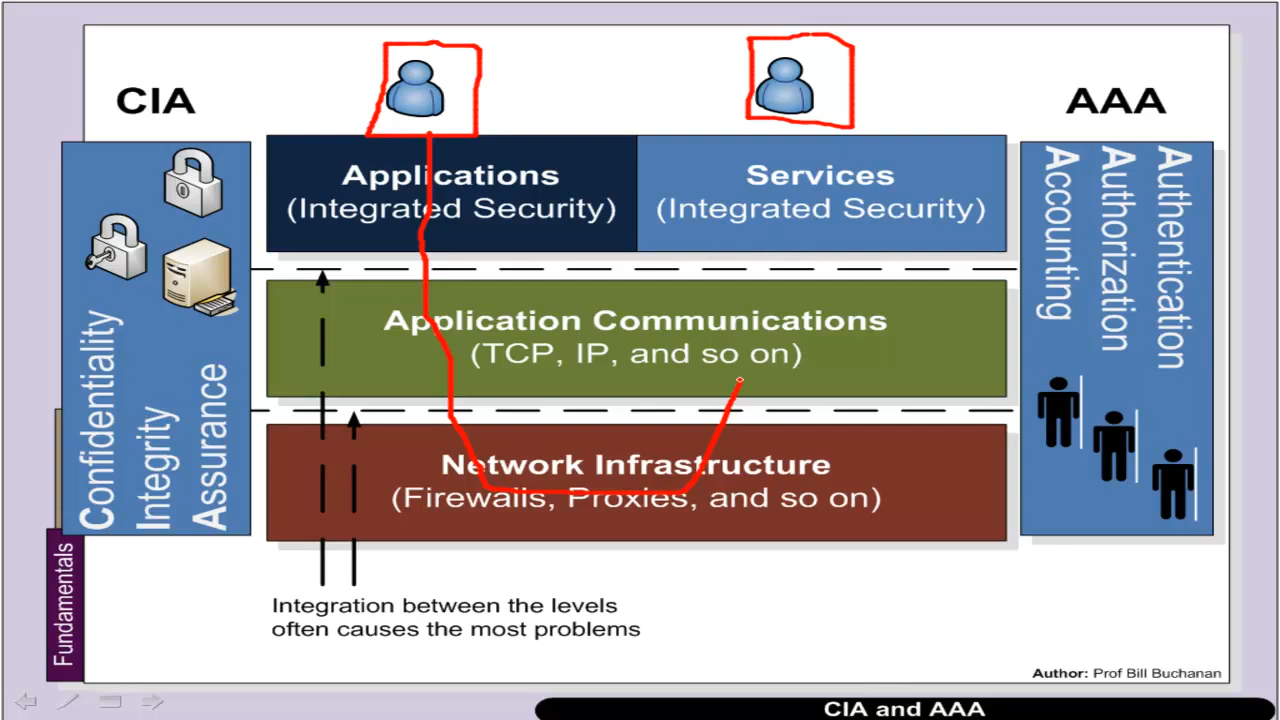 CIA
AAA
Applications
(Integrated Security)
Services
(Integrated Security)
Application Communications
(TCP, IP, and so on)
Network Infrastructure
(Firewalls, Proxies, and so on)
Confidentiality
Integrity
Assurance
Accounting
Authorization
Authentication
Fundamentals
Integration between the levels
often causes the most problems
Author: Prof Bill Buchanan
CIA and AAA